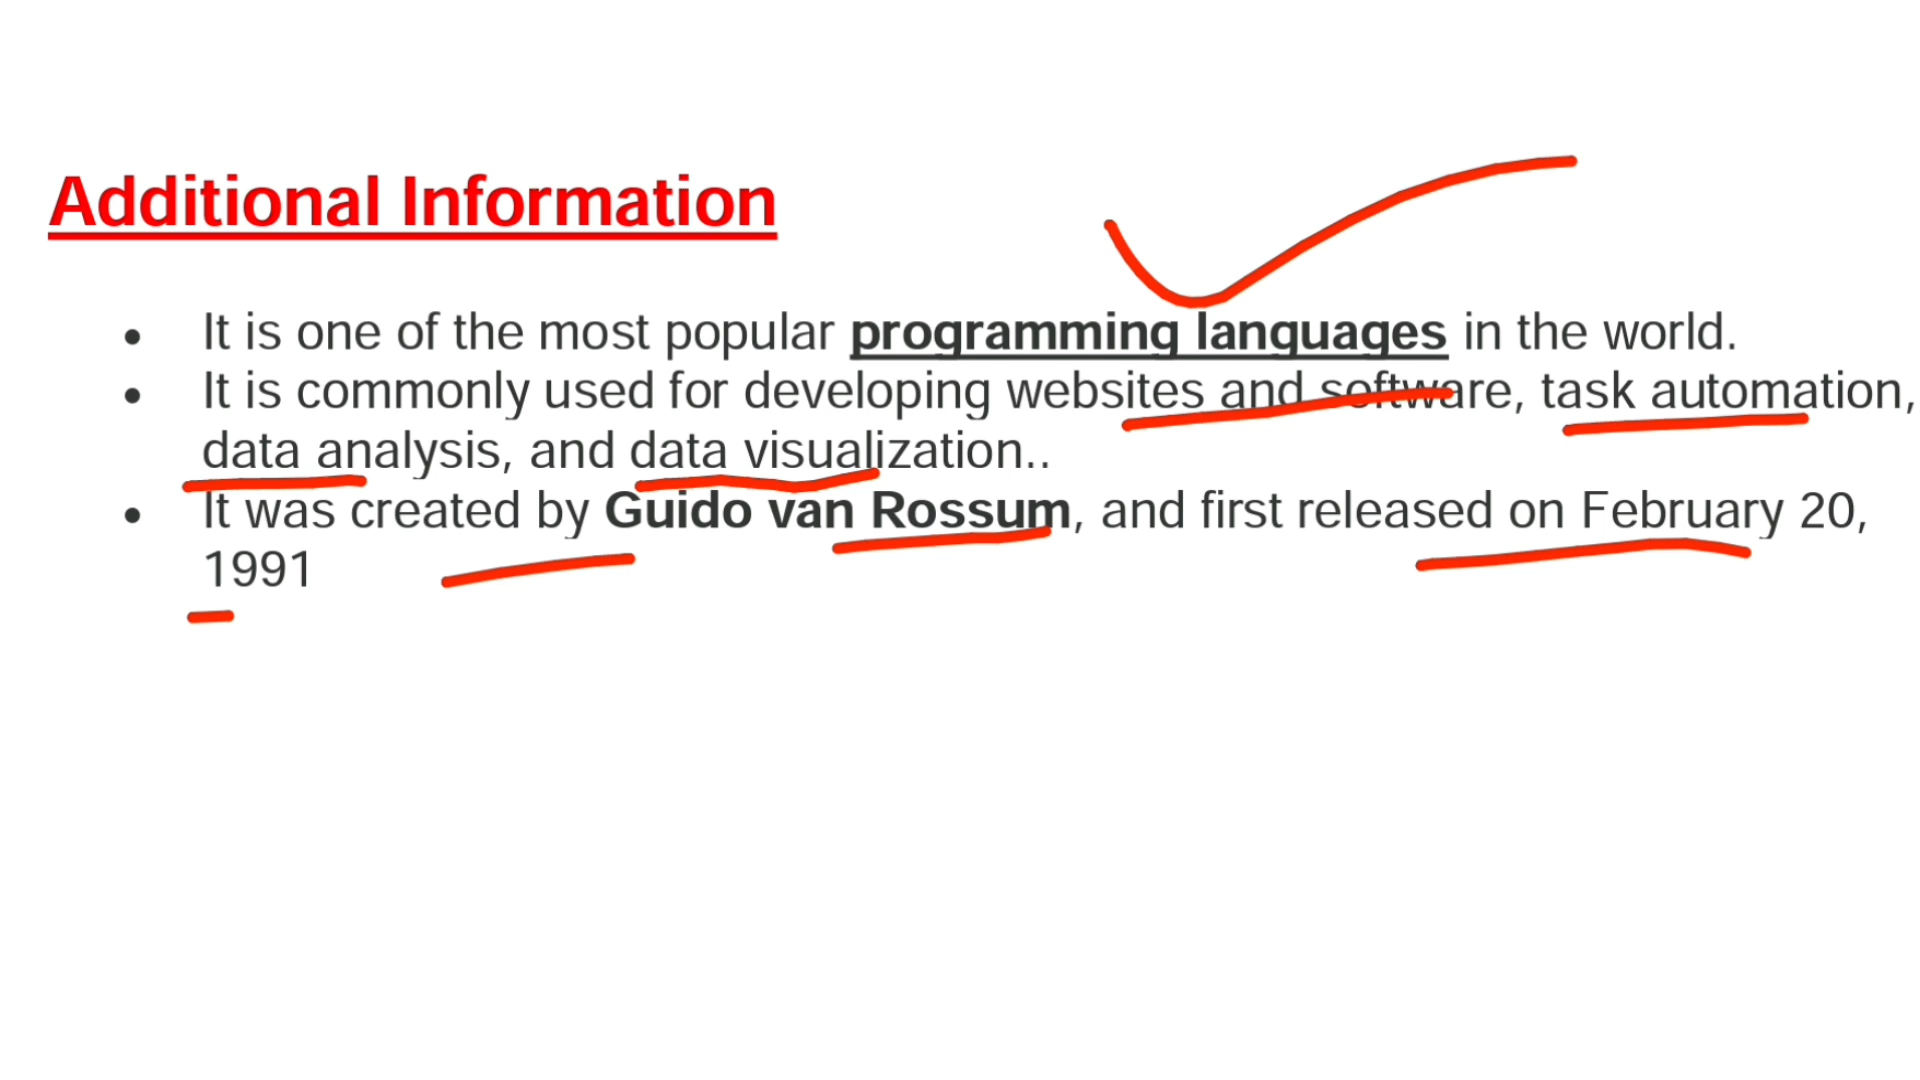 Additional Information
• It is one of the most popular programming languages in the world.
• It is commonly used for developing websites and software, task automation,
data analysis, and data visualization..
• It was created by Guido van Rossum, and first released on February 20,
1991